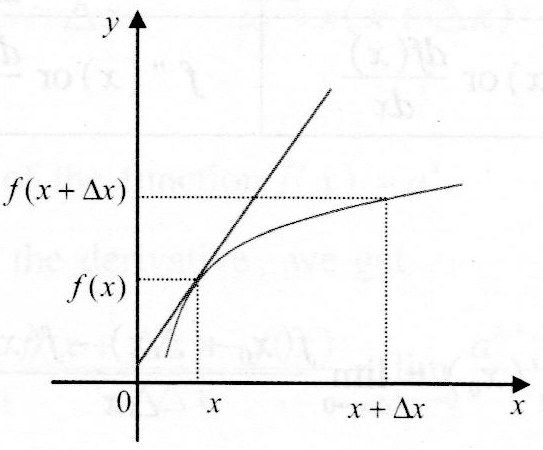 y
f(x + Δx)
f(x)
0
x
x + Δx
x